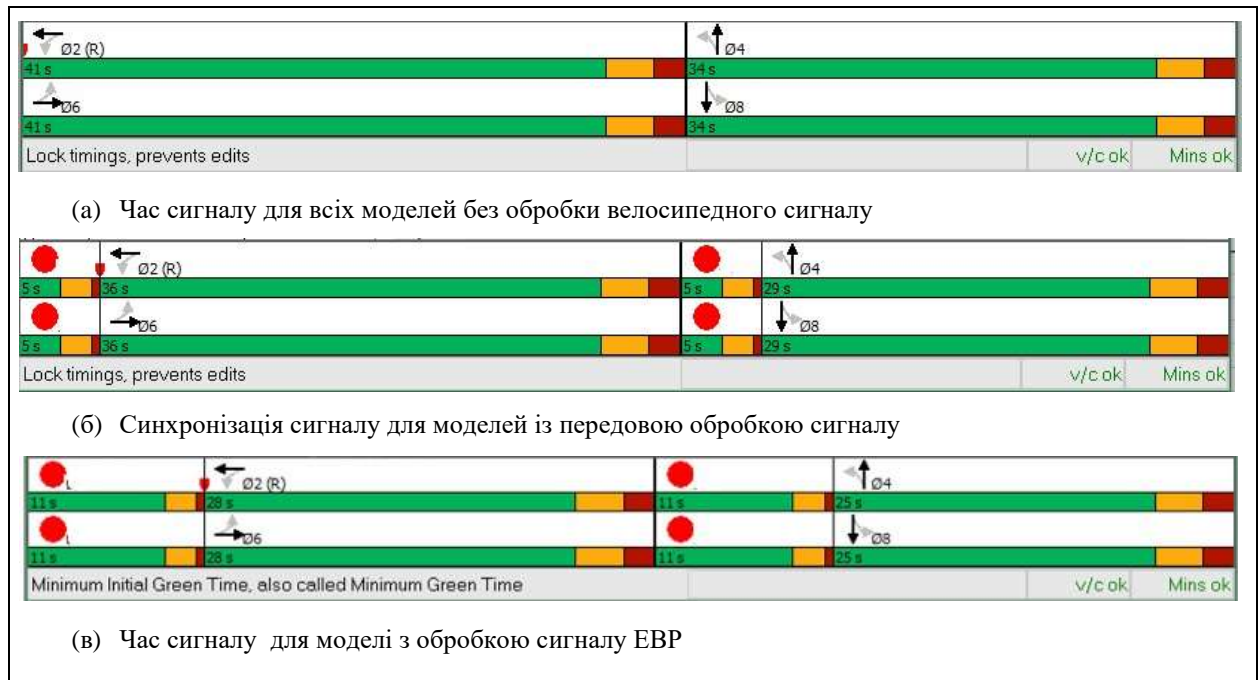 Ø2 (R) Ø4
41 s 34 s
Ø6 Ø8
41 s 34 s
Lock timings, prevents edits v/c ok Mins ok
(а) Час сигналу для всіх моделей без обробки велосипедного сигналу
Ø2 (R) Ø4
5 s 36 s 5 s 29 s
Ø6 Ø8
5 s 36 s 5 s 29 s
Lock timings, prevents edits v/c ok Mins ok
(б) Синхронізація сигналу для моделей із передовою обробкою сигналу
Ø2 (R) Ø4
11 s 28 s 11 s 25 s
Ø6 Ø8
11 s 28 s 11 s 25 s
Minimum Initial Green Time, also called Minimum Green Time v/c ok Mins ok
(в) Час сигналу для моделі з обробкою сигналу EBP